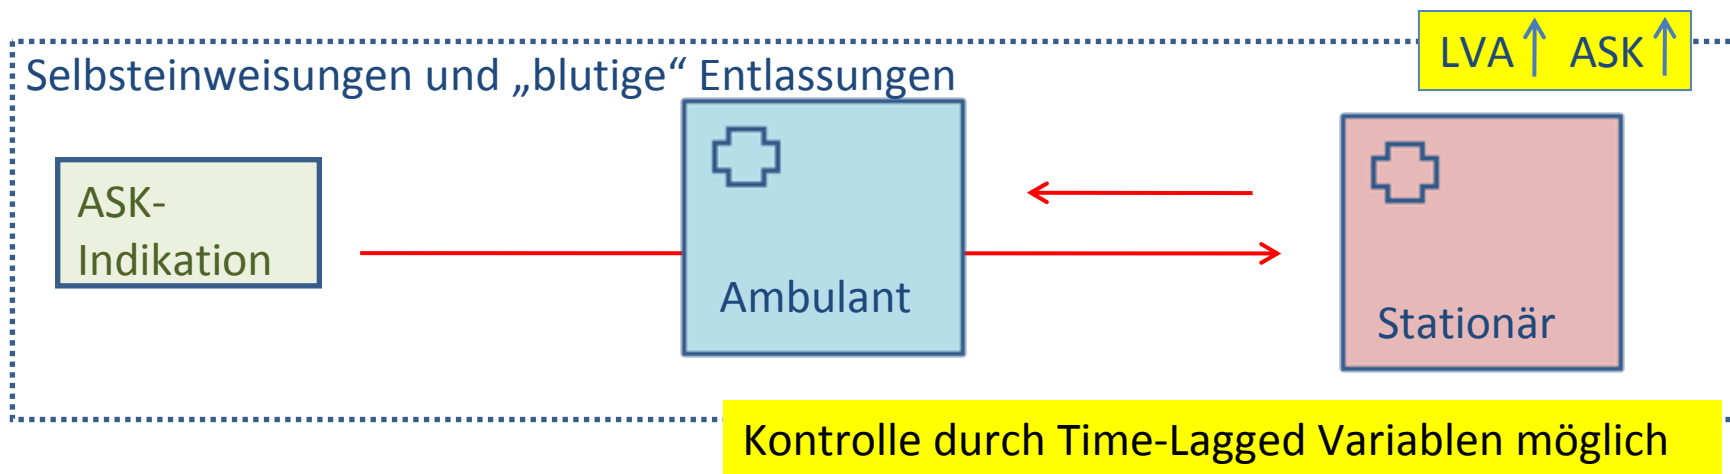 LVA ↑ ASK ↑
Selbsteinweisungen und „blutige“ Entlassungen
ASK-
Indikation
Ambulant
Stationär
Kontrolle durch Time-Lagged Variablen möglich